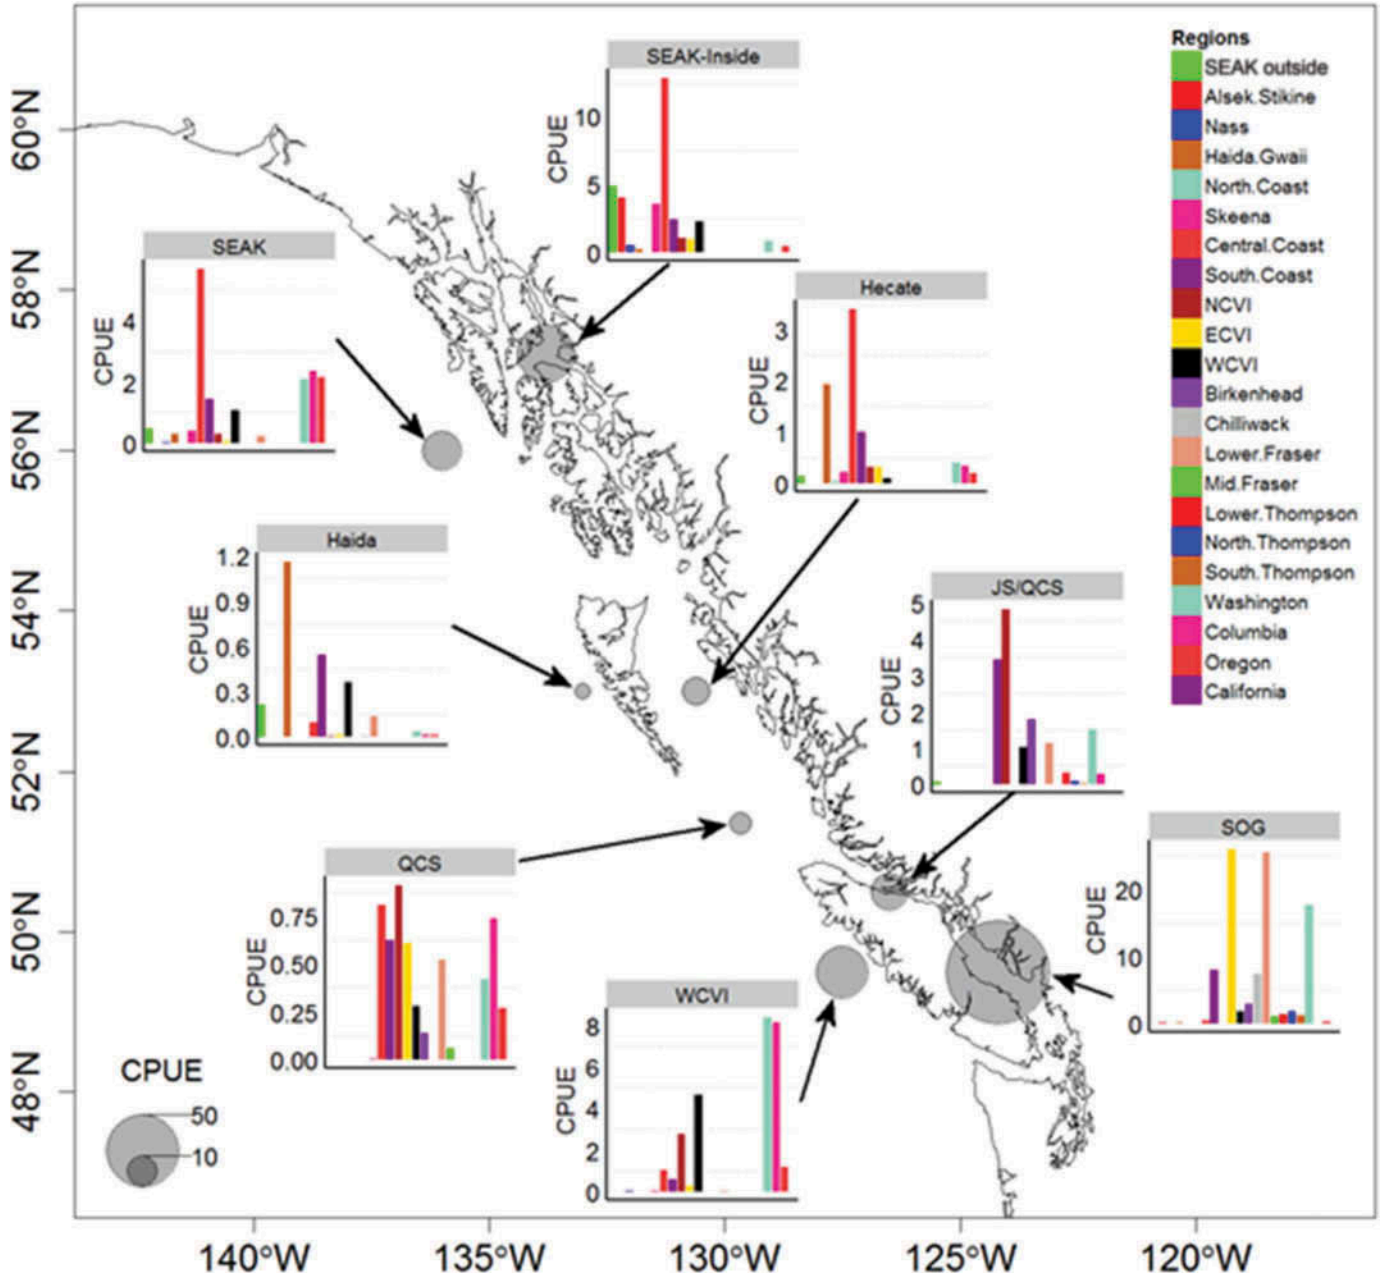 60°N
58°N
56°N
54°N
52°N
50°N
48°N
140°W
135°W
130°W
125°W
120°W
SEAK-Inside
CPUE
10
5
0
SEAK
CPUE
4
2
0
Hecate
CPUE
3
2
1
0
Haida
CPUE
1.2
0.9
0.6
0.3
0.0
JS/QCS
CPUE
5
4
3
2
1
0
QCS
CPUE
0.75
0.50
0.25
0.00
SOG
CPUE
20
10
0
WCVI
CPUE
8
6
4
2
0
CPUE
50
10
Regions
SEAK outside
Alsek.Stikine
Nass
Haida.Gwaii
North.Coast
Skeena
Central.Coast
South.Coast
NCVI
ECVI
WCVI
Birkenhead
Chilliwack
Lower.Fraser
Mid.Fraser
Lower.Thompson
North.Thompson
South.Thompson
Washington
Columbia
Oregon
California